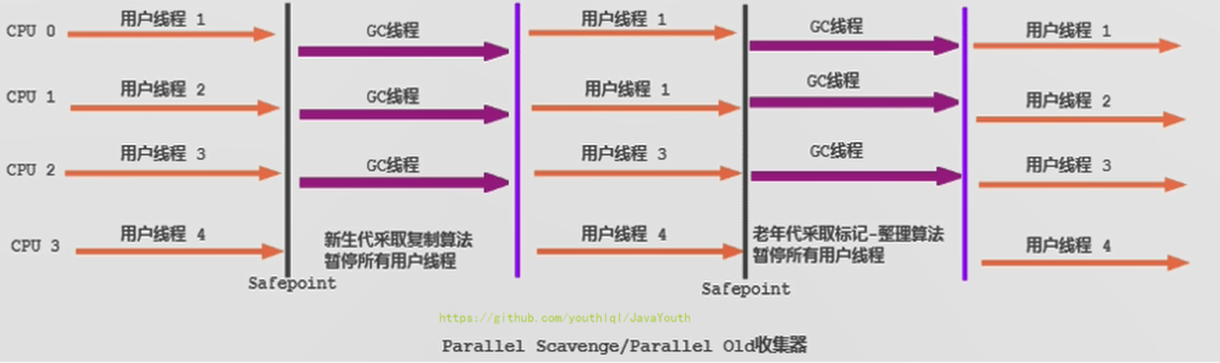 CPU 0
用户线程 1
GC线程
用户线程 1
GC线程
用户线程 1
CPU 1
用户线程 2
GC线程
用户线程 1
GC线程
用户线程 2
CPU 2
用户线程 3
GC线程
用户线程 3
GC线程
用户线程 3
CPU 3
用户线程 4
新生代采取复制算法
暂停所有用户线程
用户线程 4
老年代采取标记-整理算法
暂停所有用户线程
用户线程 4
Safepoint
Safepoint
https://github.com/youthlql/JavaYouth
Parallel Scavenge/Parallel Old收集器